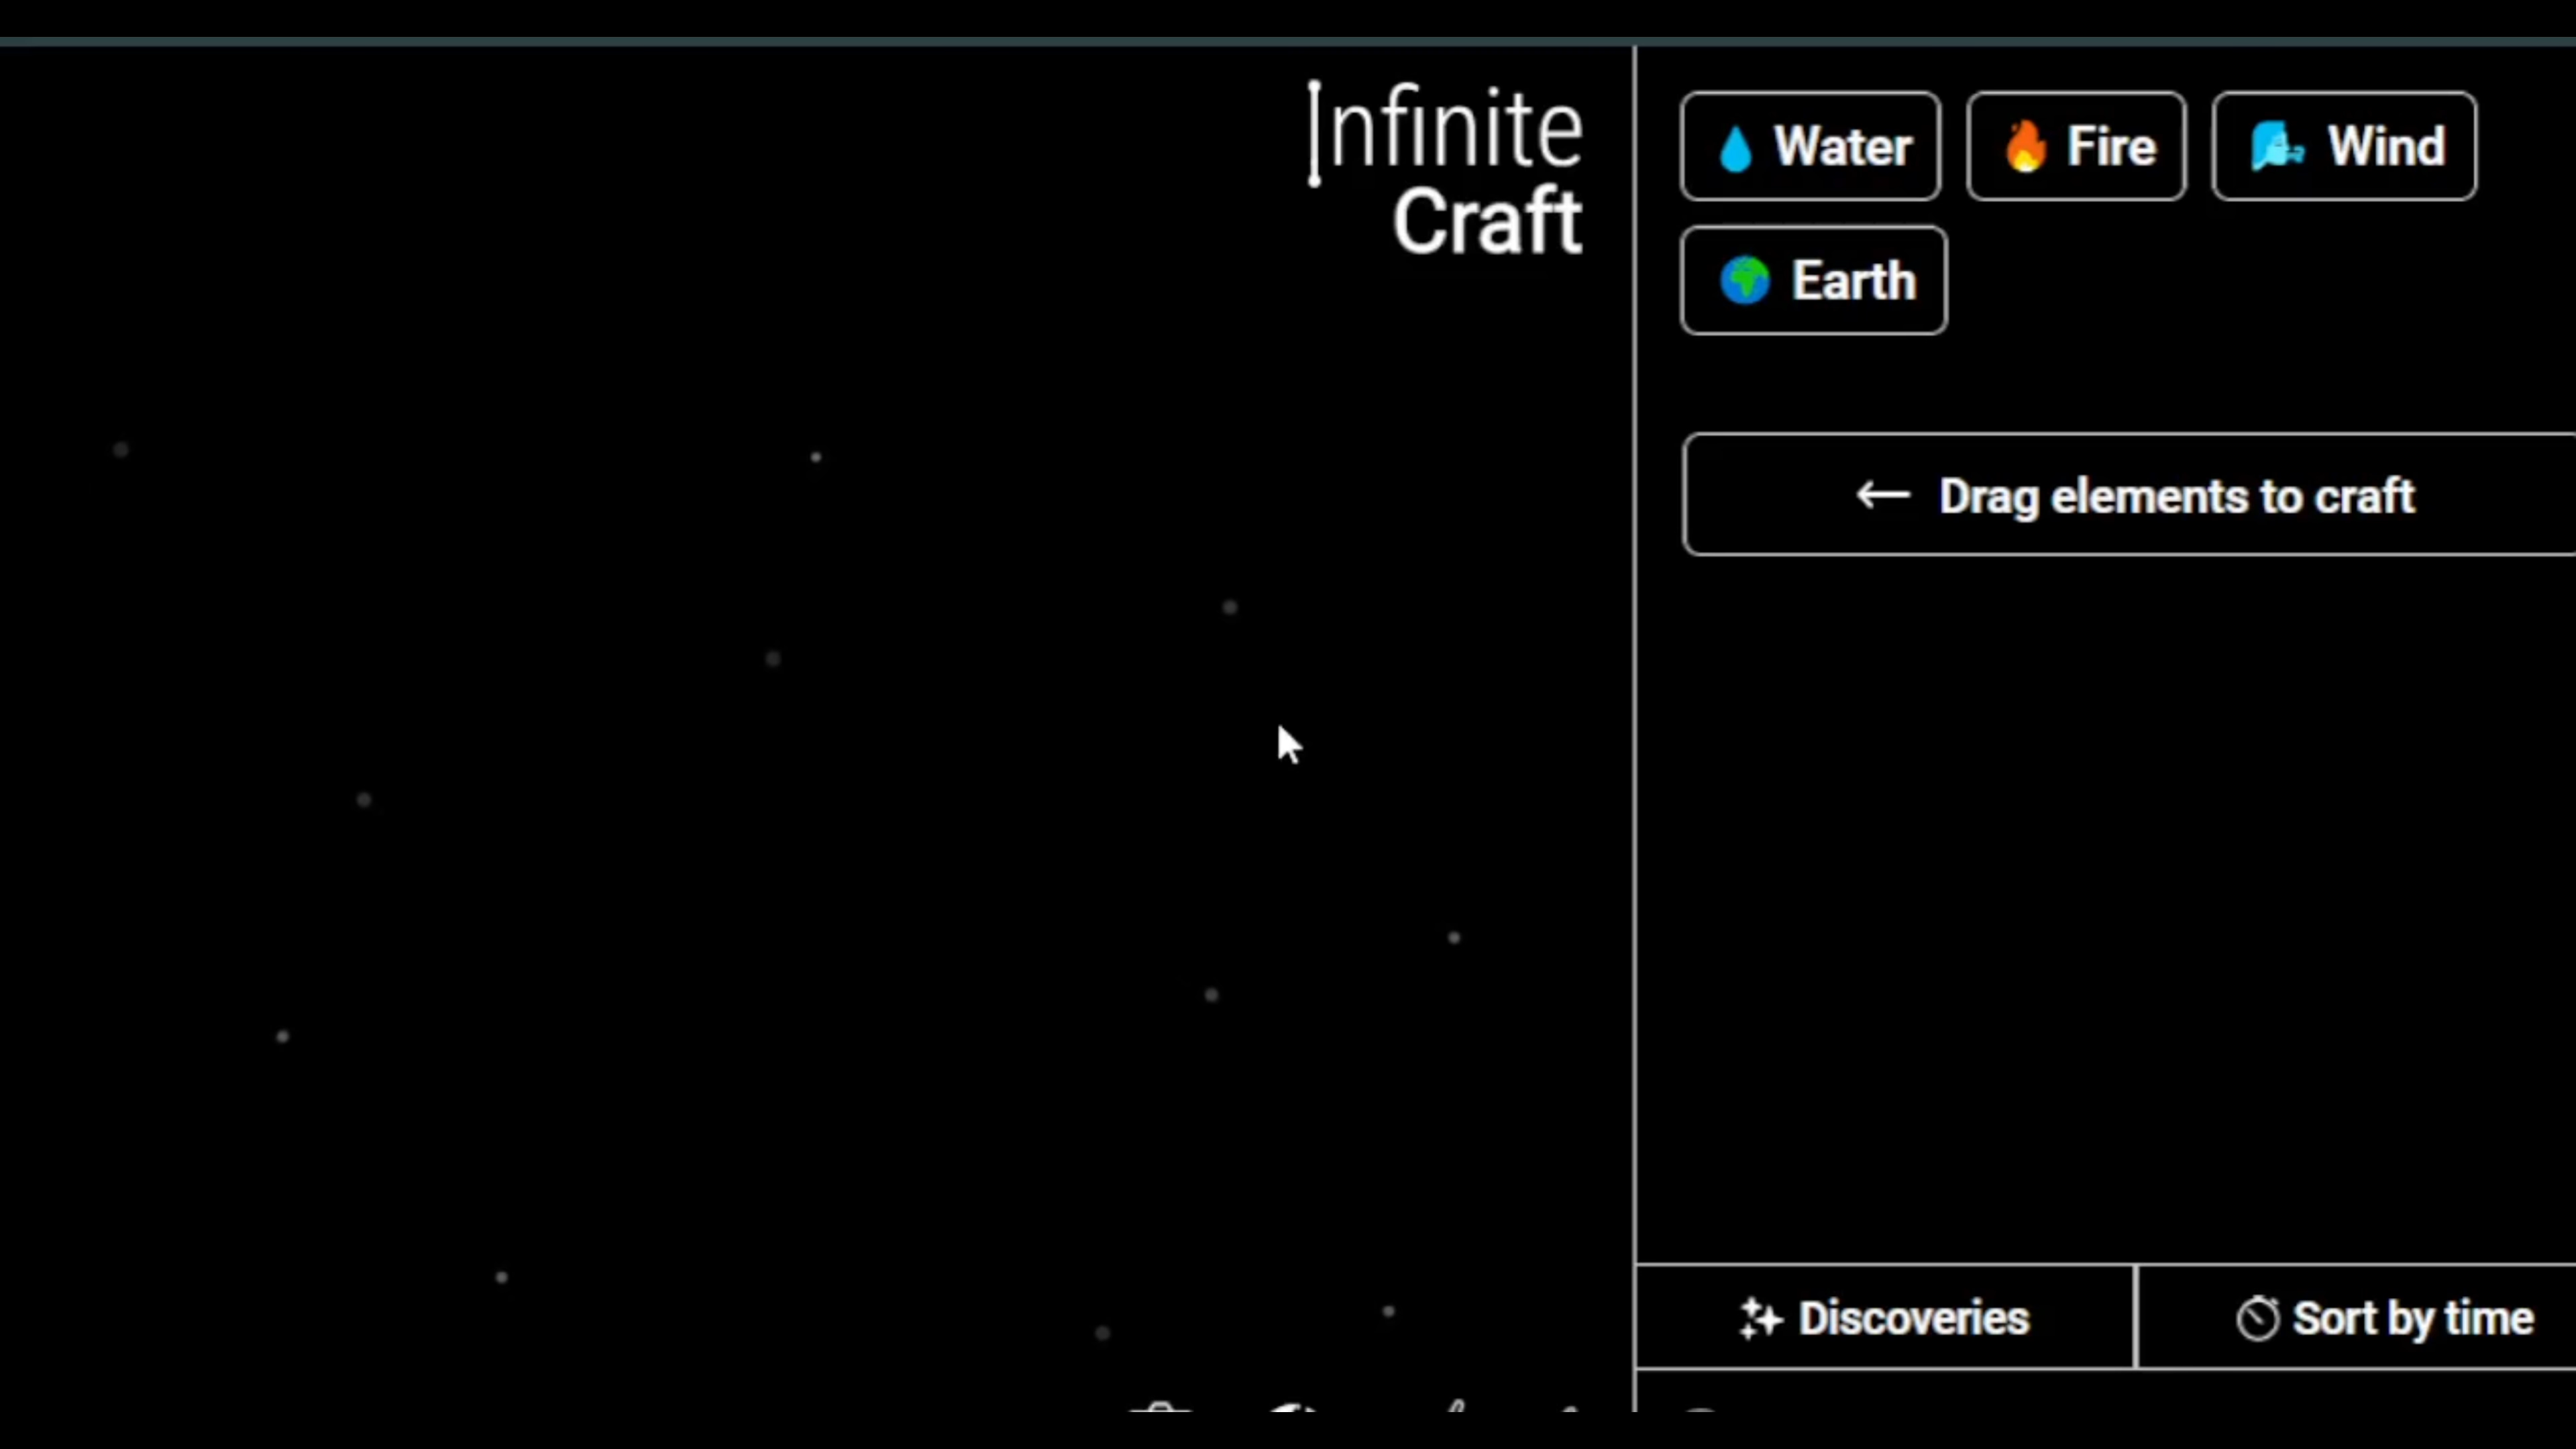 Infinite
Craft
Water
Fire
Wind
Earth
← Drag elements to craft
Discoveries
Sort by time